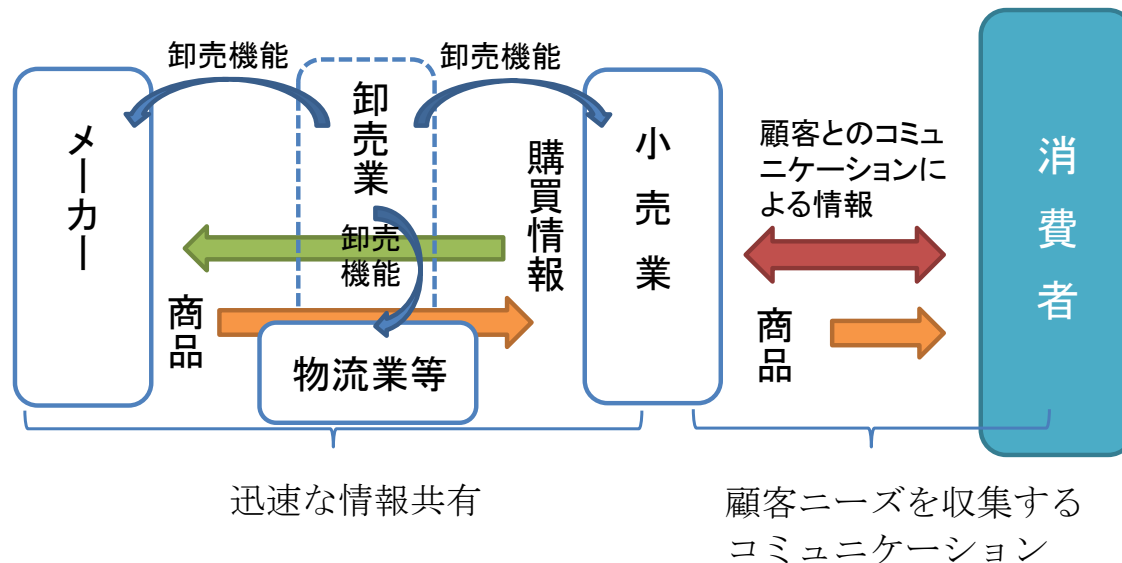 卸売機能
卸売機能
メーカー
卸売業
小売業
消費者
購買情報
顧客とのコミュ
ニケーションに
よる情報
卸売
機能
商品
商品
物流業等
迅速な情報共有
顧客ニーズを収集する
コミュニケーション